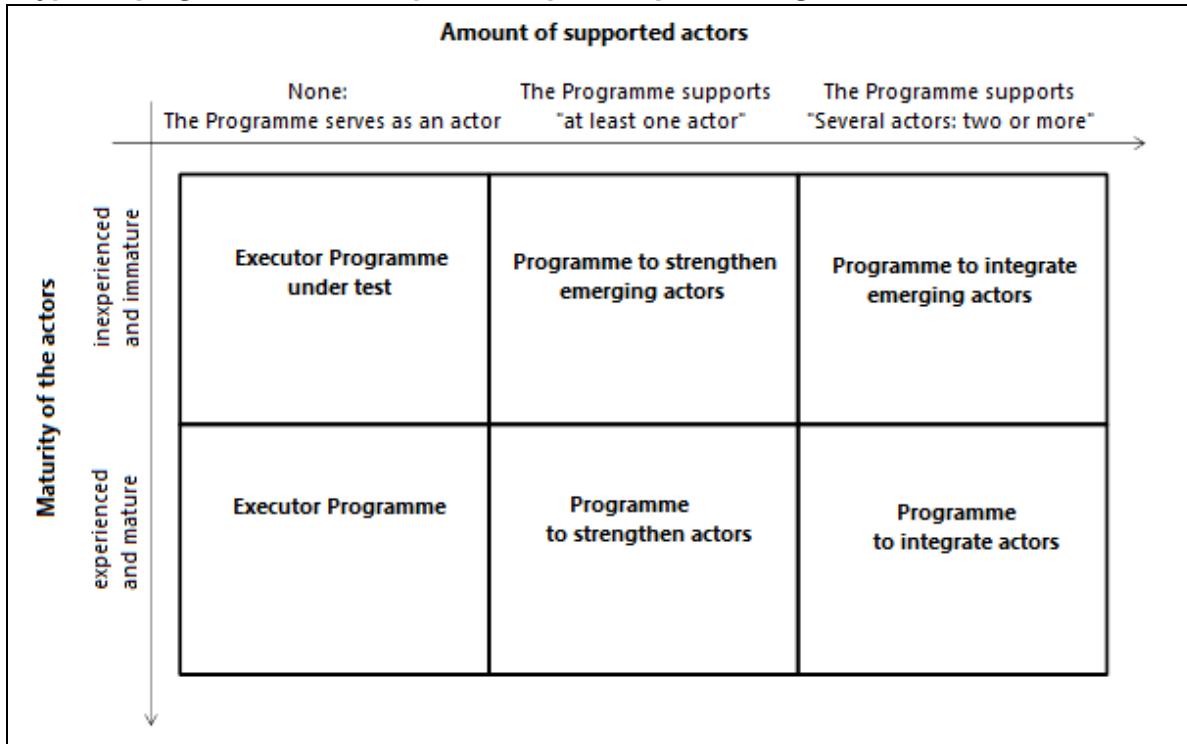 Amount of supported actors
None:
The Programme serves as an actor
The Programme supports
"at least one actor"
The Programme supports
"Several actors: two or more"
Maturity of the actors
inexperienced
and immature
Executor Programme
under test
Programme to strengthen
emerging actors
Programme to integrate
emerging actors
experienced
and mature
Executor Programme
Programme
to strengthen actors
Programme
to integrate actors